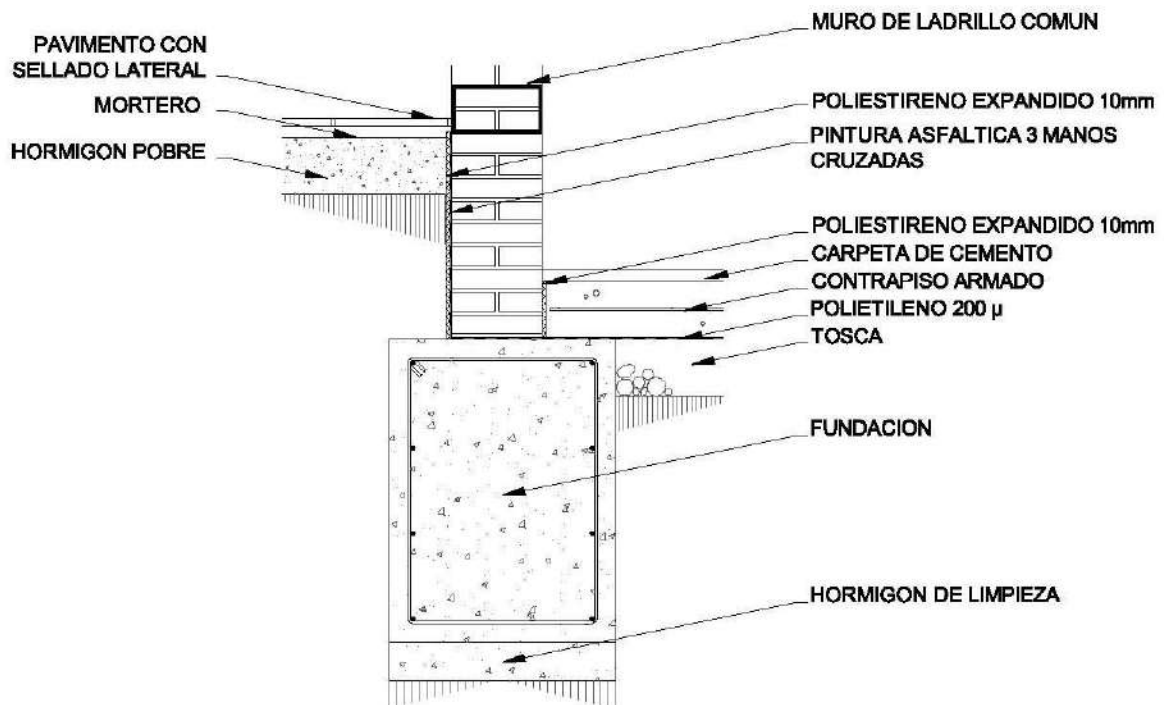 PAVIMENTO CON
SELLADO LATERAL
MORTERO
HORMIGON POBRE
MURO DE LADRILLO COMUN
POLIESTIRENO EXPANDIDO 10mm
PINTURA ASFALTICA 3 MANOS
CRUZADAS
POLIESTIRENO EXPANDIDO 10mm
CARPETA DE CEMENTO
CONTRAPISO ARMADO
POLIETILENO 200 µ
TOSCA
FUNDACION
HORMIGON DE LIMPIEZA